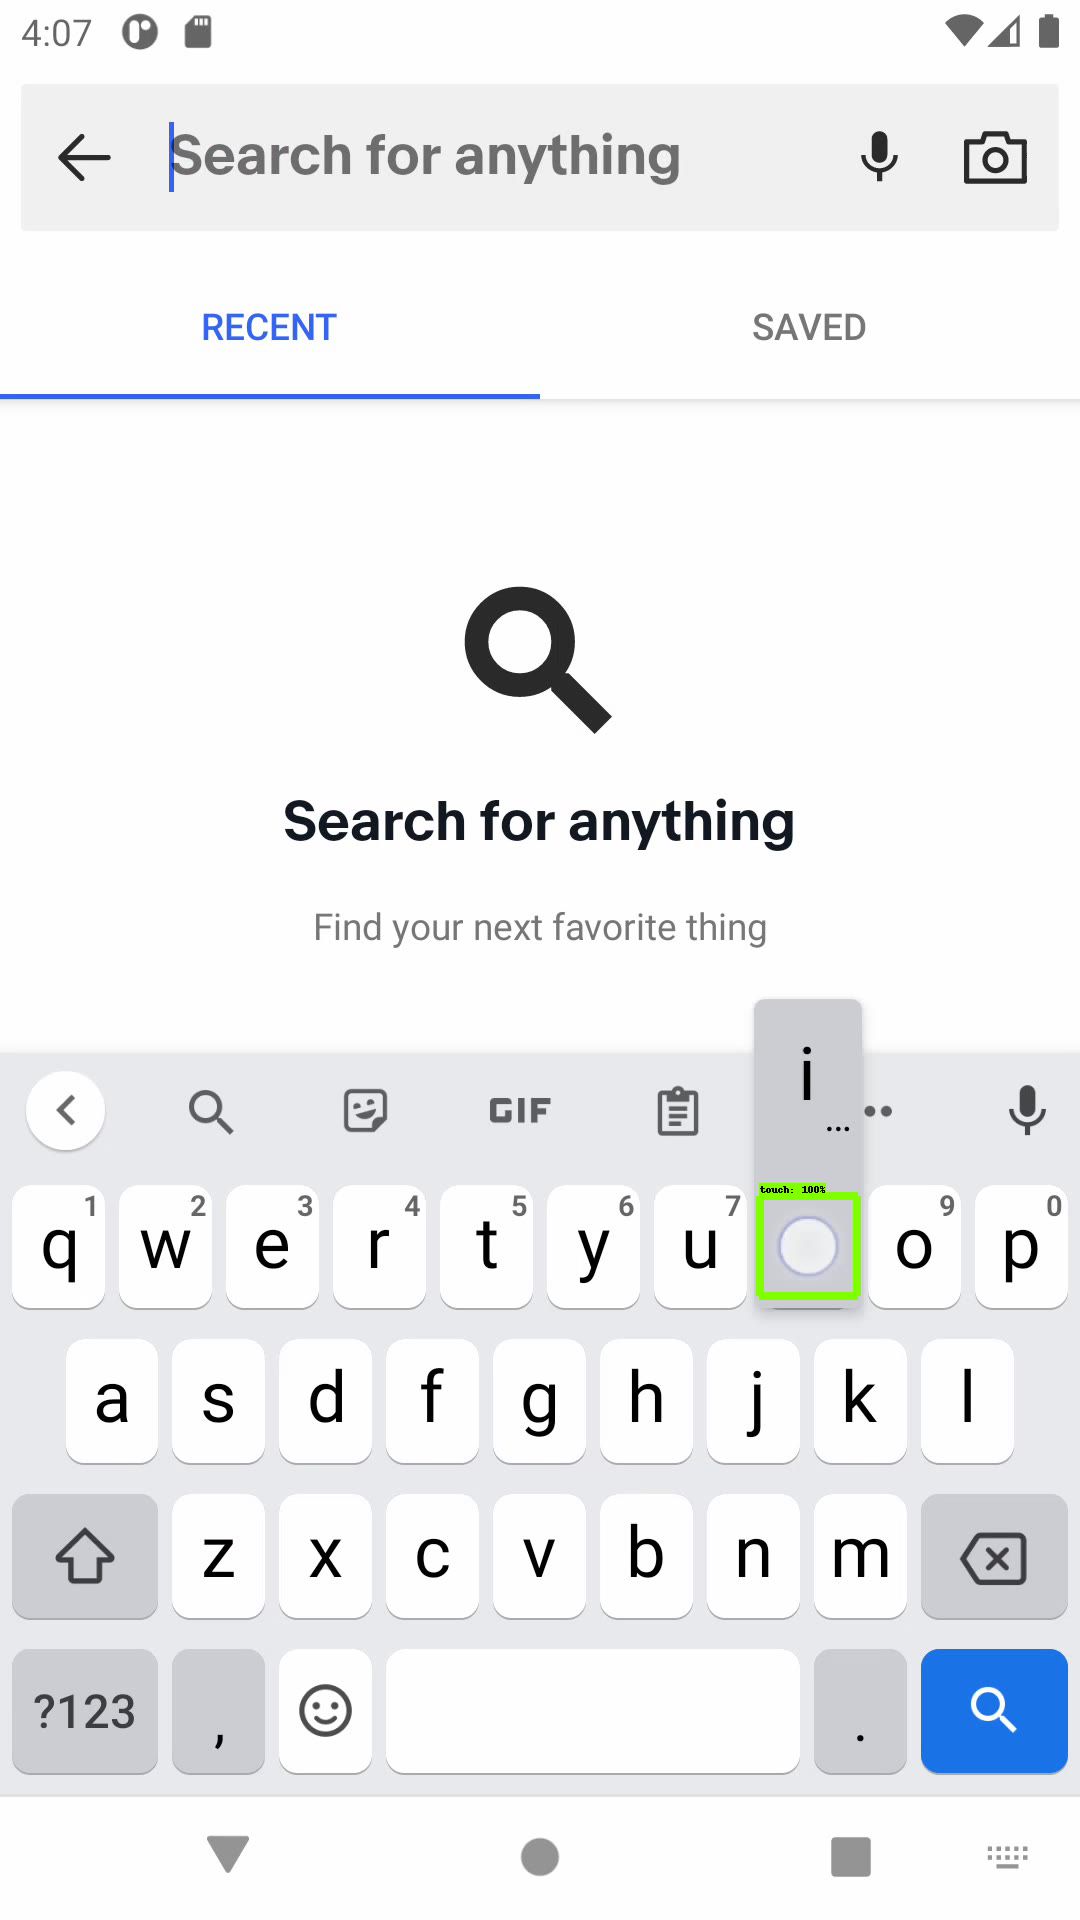 4:07
Search for anything
RECENT SAVED
Search for anything
Find your next favorite thing
i
...
GIF
touch: 100%
1 2 3 4 5 6 7 9 0
q w e r t y u o p
a s d f g h j k l
z x c v b n m
?123 , .